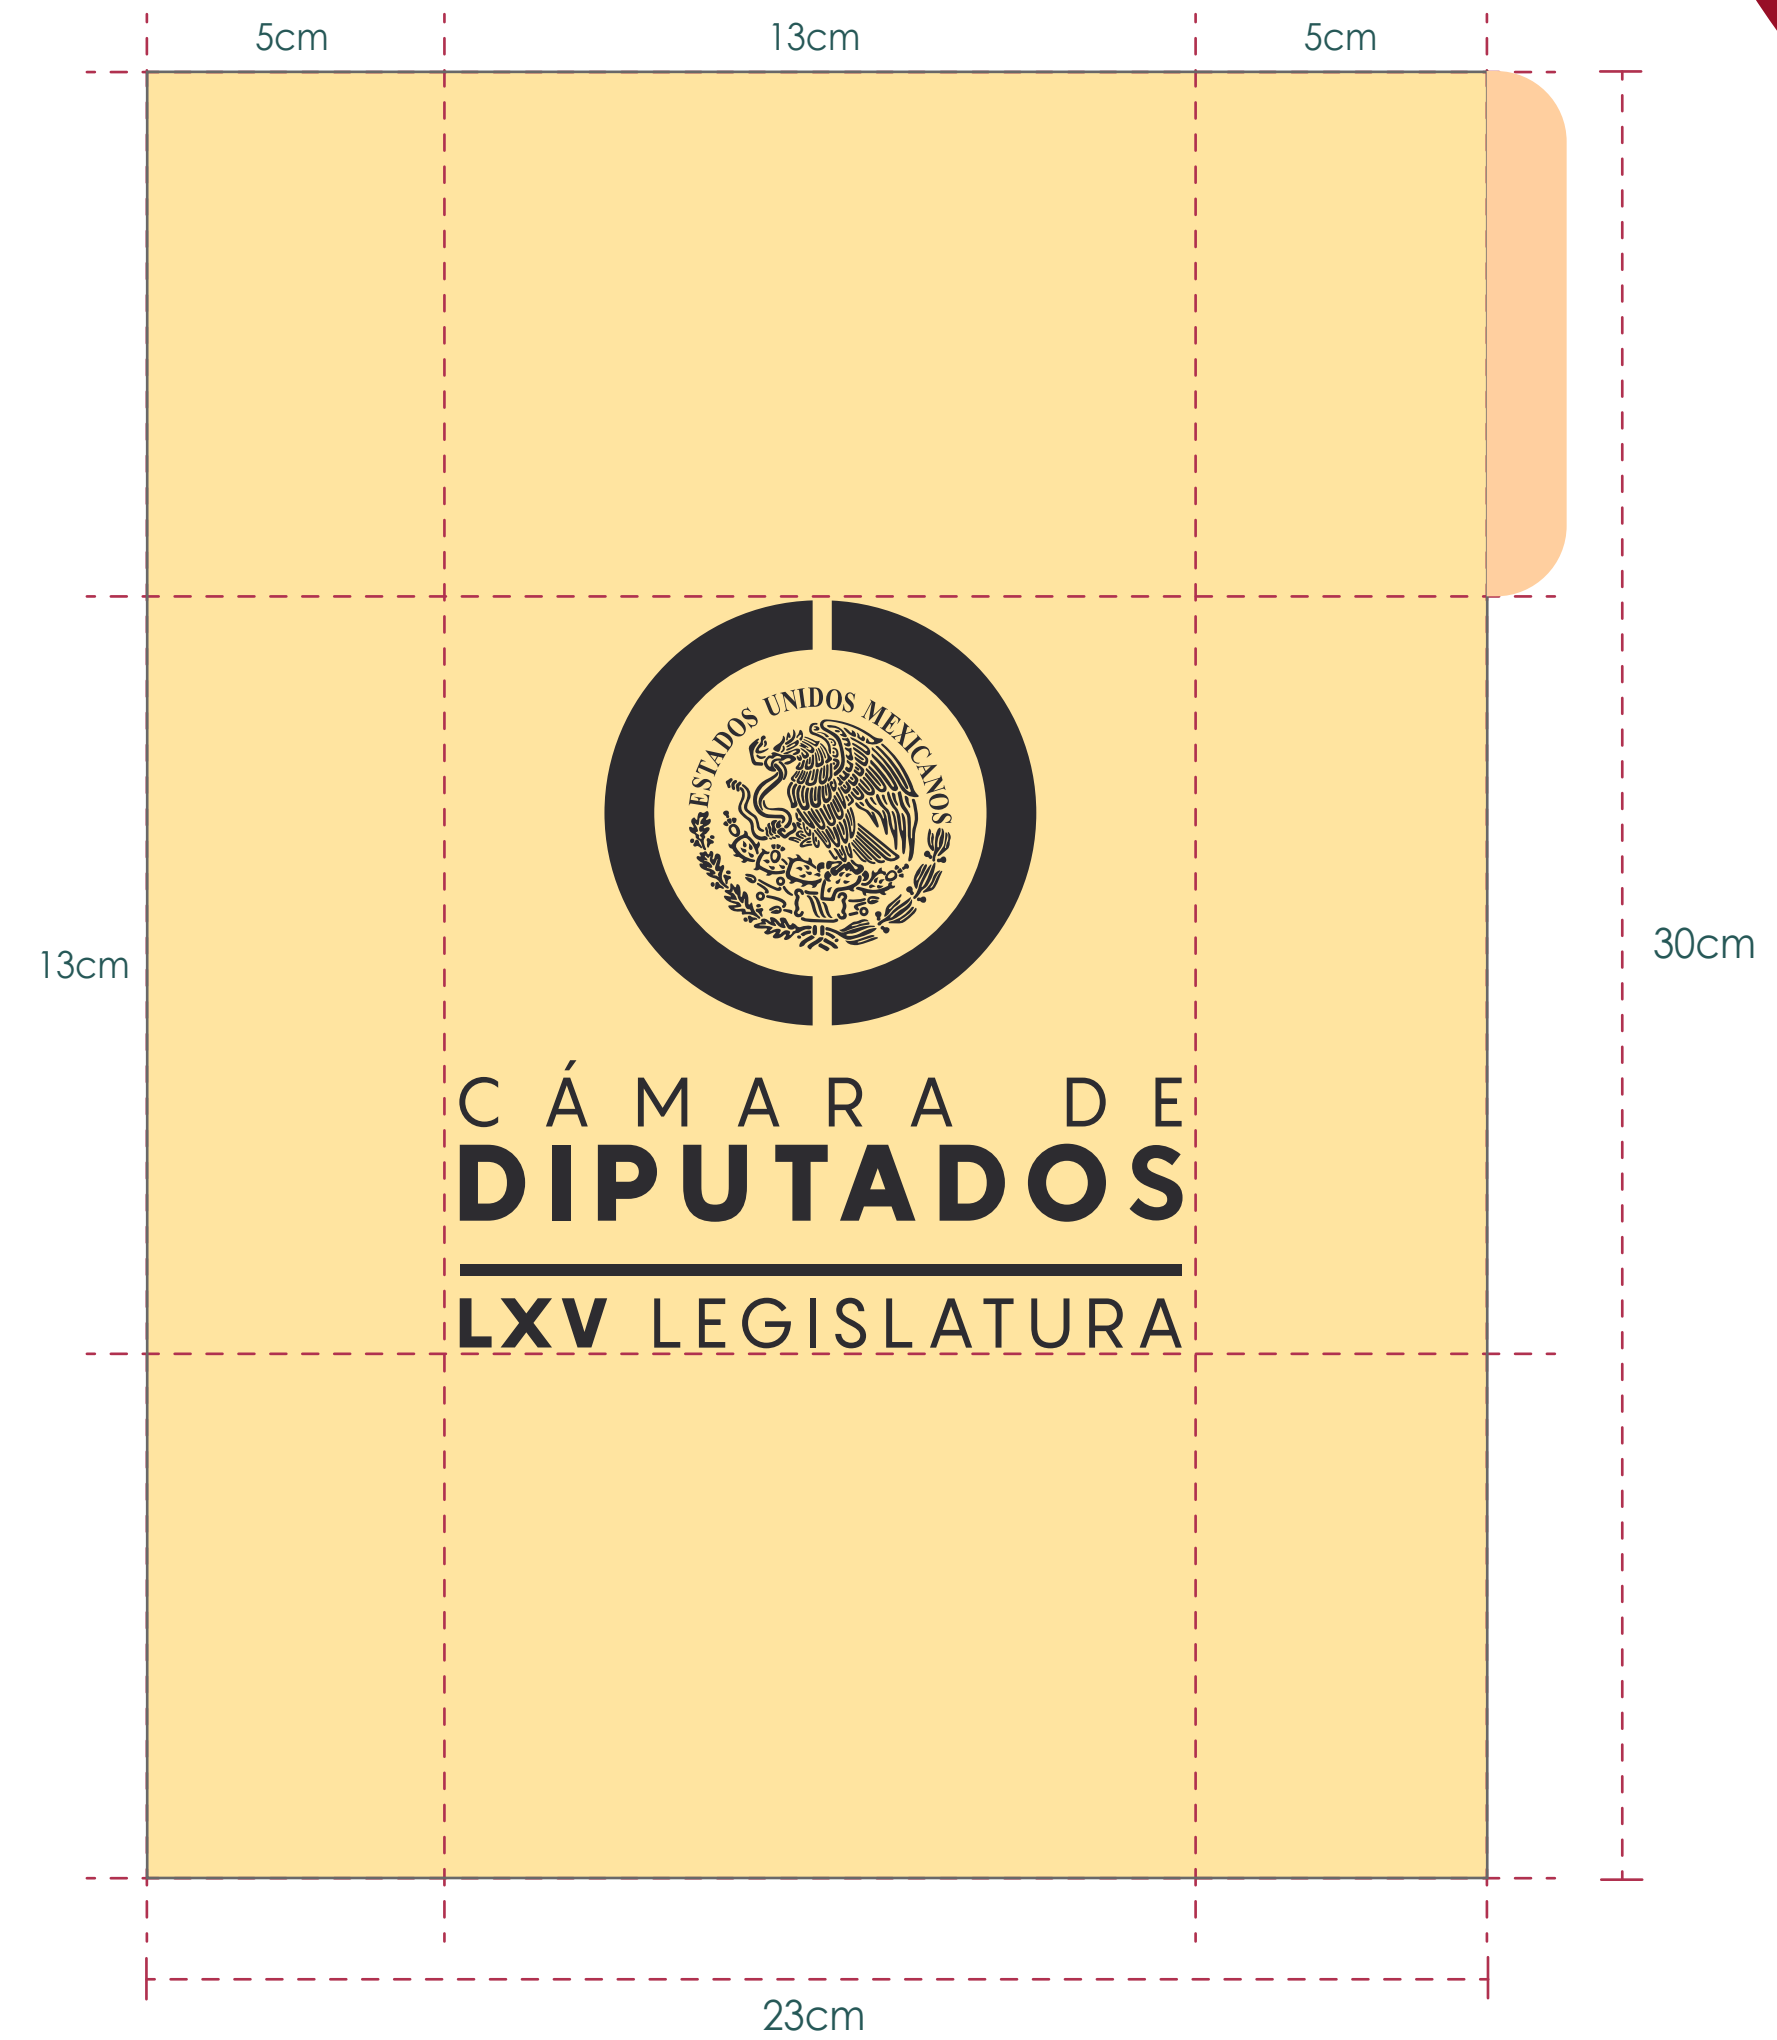 5cm 13cm 5cm
ESTADOS UNIDOS MEXICANOS
13cm
30cm
CÁMARA DE
DIPUTADOS
LXV LEGISLATURA
23cm